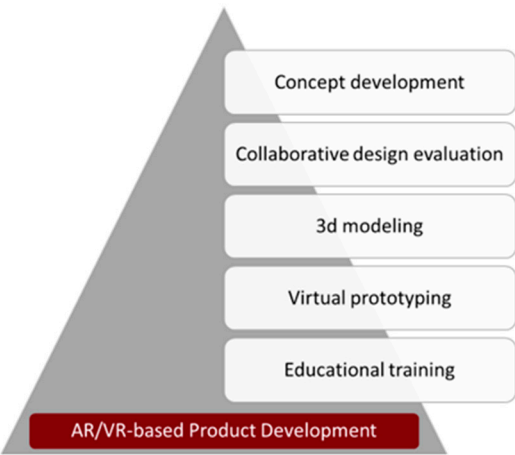 Concept development
Collaborative design evaluation
3d modeling
Virtual prototyping
Educational training
AR/VR-based Product Development